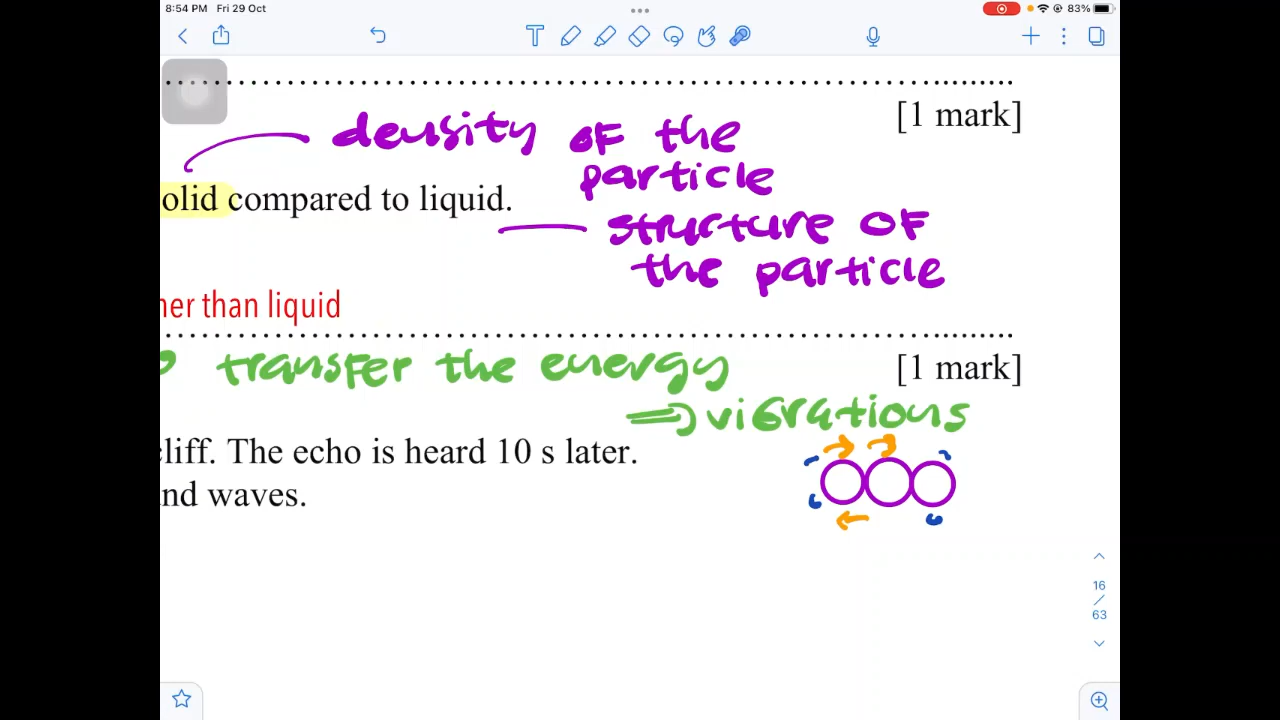 8:54 PM Fri 29 Oct
83%
[1 mark]
density of the
particle
olid compared to liquid.
structure of
the particle
her than liquid
transfer the energy
[1 mark]
⇒ vibrations
cliff. The echo is heard 10 s later.
nd waves.
16
/
63